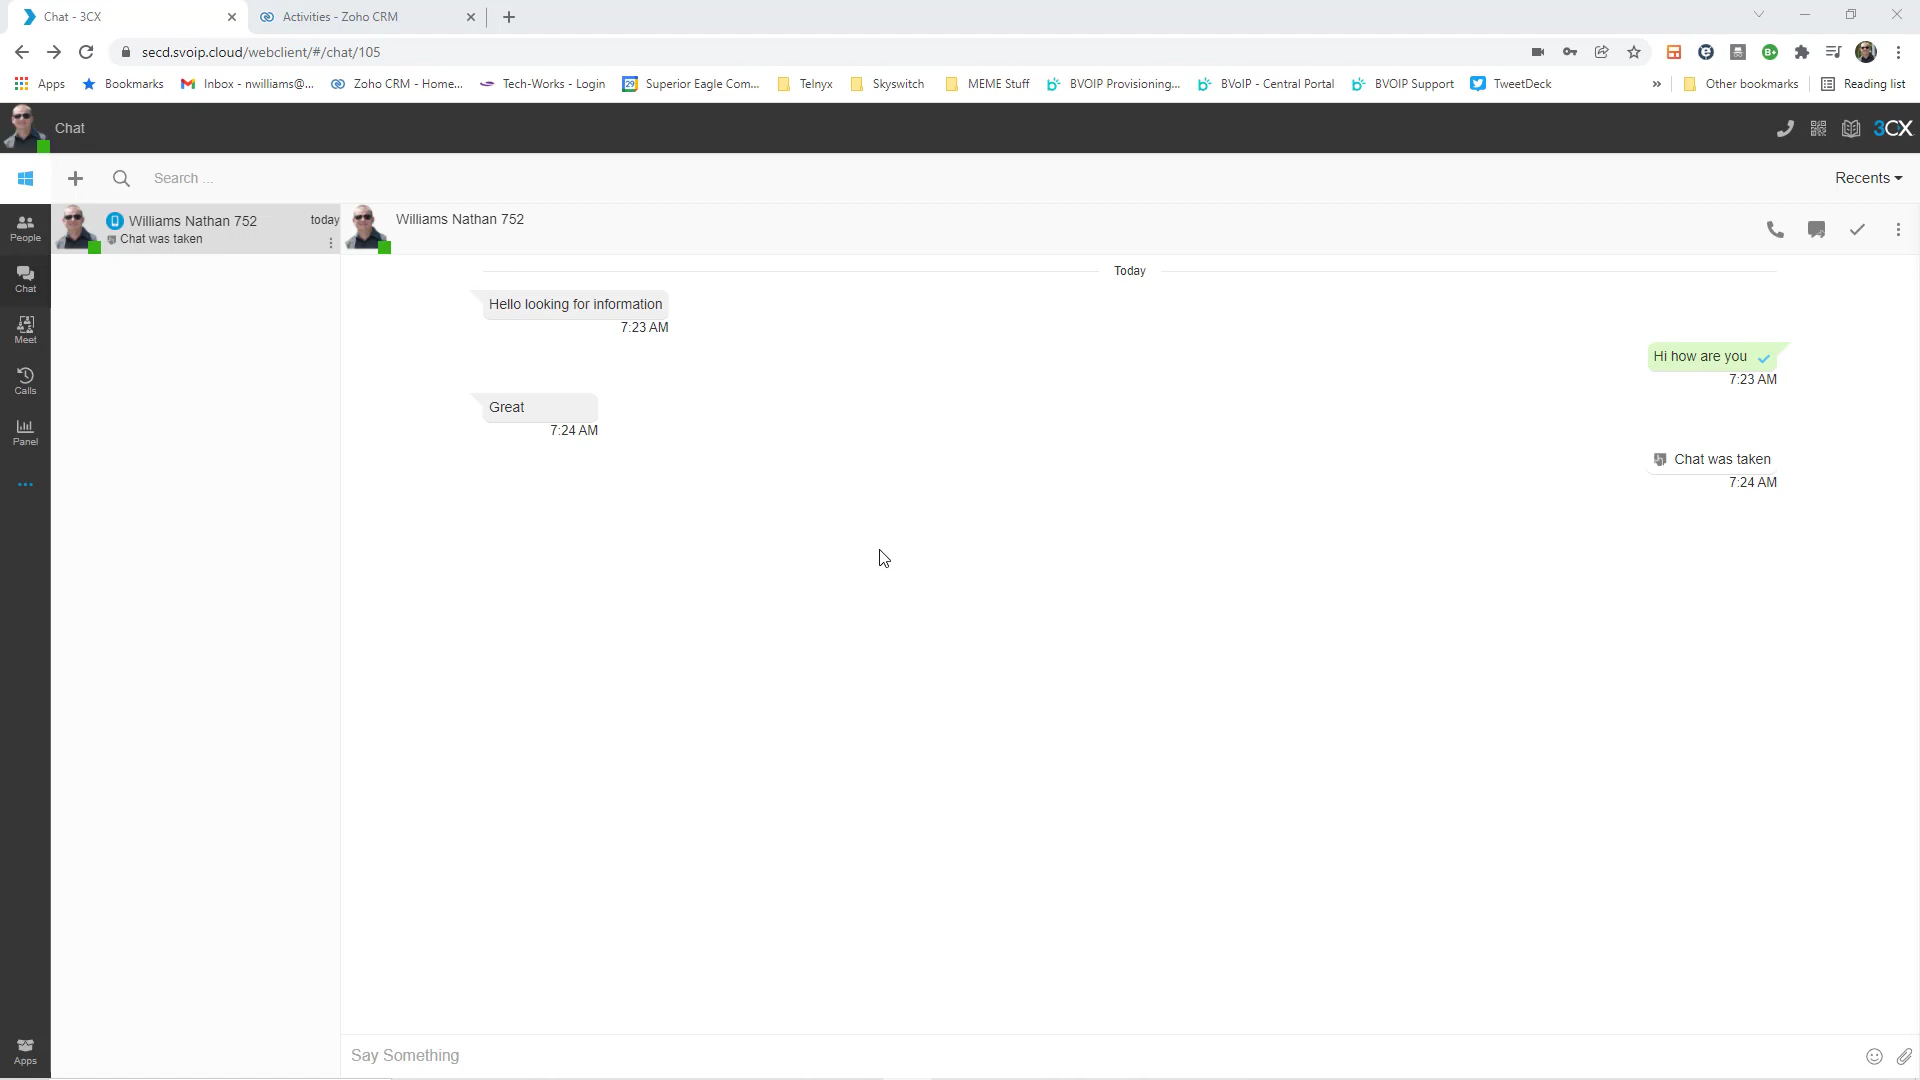 Chat - 3CX
Activities - Zoho CRM
secd.svoip.cloud/webclient/#/chat/105
Apps
Bookmarks
Inbox - nwilliams@...
Zoho CRM - Home...
Tech-Works - Login
Superior Eagle Com...
Telnyx
Skyswitch
MEME Stuff
BVOIP Provisioning...
BVoIP - Central Portal
BVOIP Support
TweetDeck
»
Other bookmarks
Reading list
Chat
3CX
Search ...
Recents
People
Chat
Meet
Calls
Panel
Apps
Williams Nathan 752
today
Chat was taken
Williams Nathan 752
Today
Hello looking for information
7:23 AM
Hi how are you
7:23 AM
Great
7:24 AM
Chat was taken
7:24 AM
Say Something